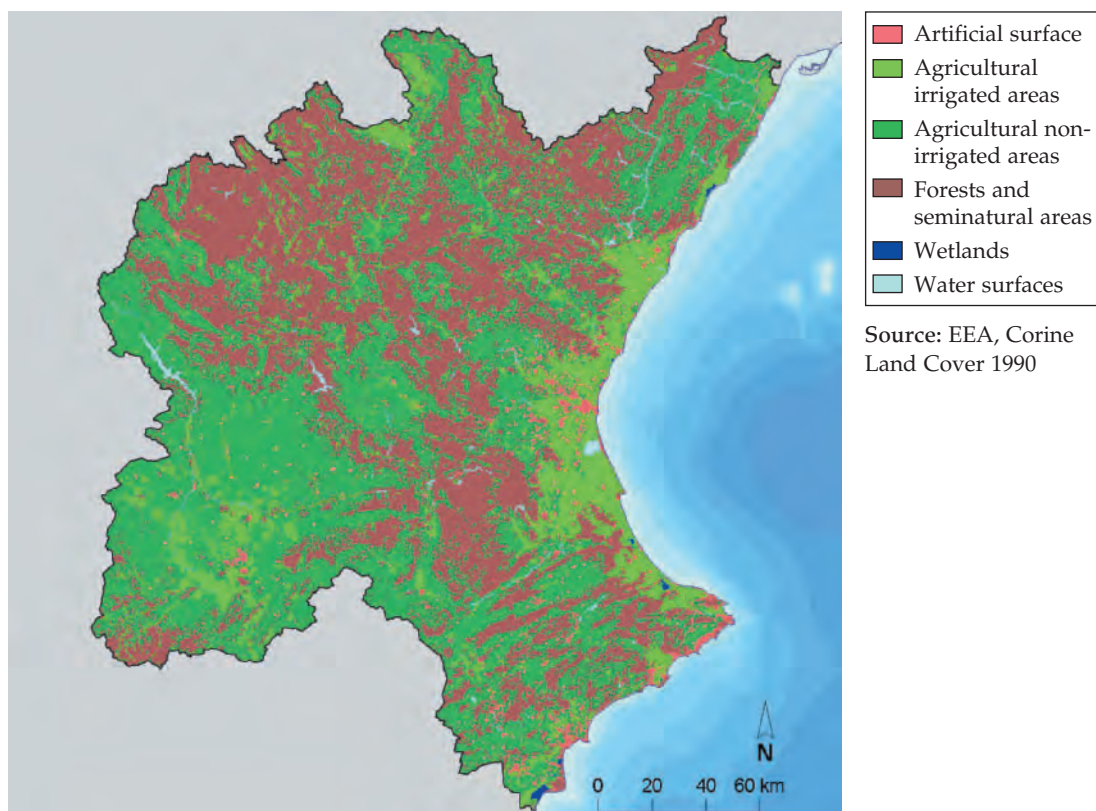 Artificial surface
Agricultural
irrigated areas
Agricultural non-
irrigated areas
Forests and
seminatural areas
Wetlands
Water surfaces
Source: EEA, Corine
Land Cover 1990
N
0 20 40 60 km